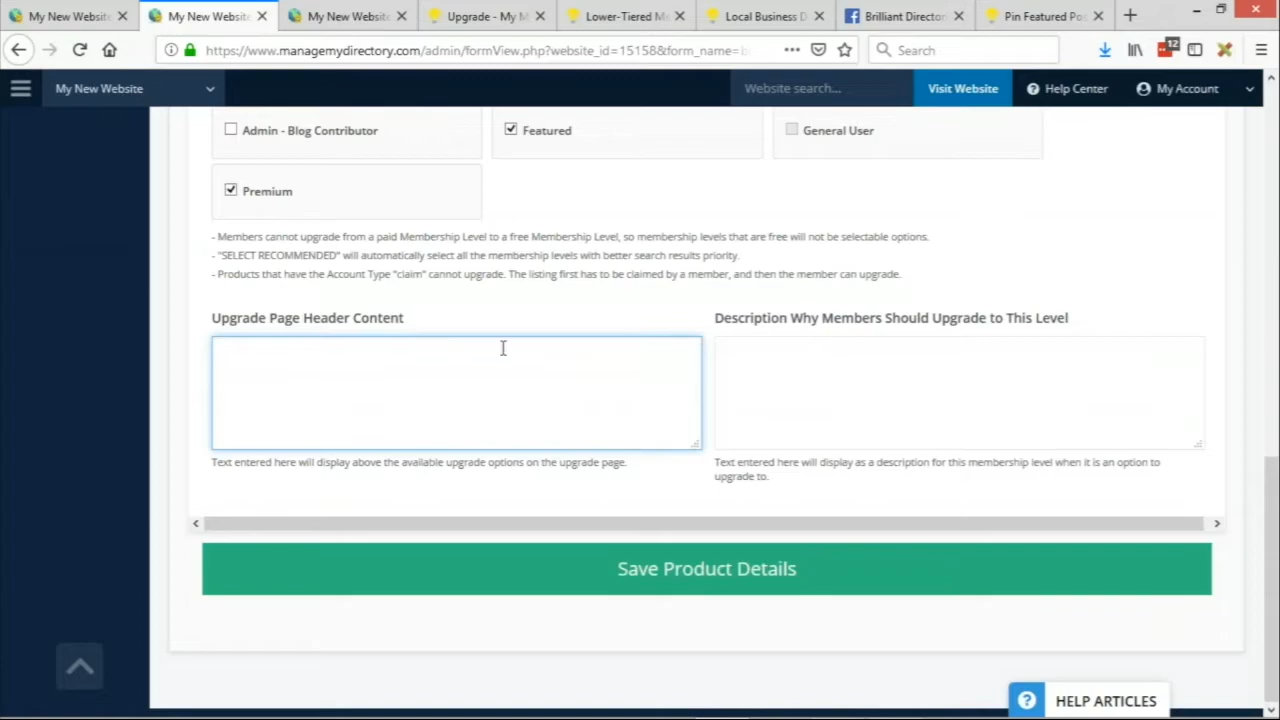 My New Website
My New Website
My New Website
Upgrade - My M
Lower-Tiered Me
Local Business D
Brilliant Director
Pin Featured Pos
https://www.managemydirectory.com/admin/formView.php?website_id=15158&form_name=
Search
12
My New Website
Website search...
Visit Website
Help Center
My Account
Admin - Blog Contributor
Featured
General User
Premium
- Members cannot upgrade from a paid Membership Level to a free Membership Level, so membership levels that are free will not be selectable options.
- "SELECT RECOMMENDED" will automatically select all the membership levels with better search results priority.
- Products that have the Account Type "claim" cannot upgrade. The listing first has to be claimed by a member, and then the member can upgrade.
Upgrade Page Header Content
Description Why Members Should Upgrade to This Level
Text entered here will display above the available upgrade options on the upgrade page.
Text entered here will display as a description for this membership level when it is an option to
upgrade to.
Save Product Details
HELP ARTICLES